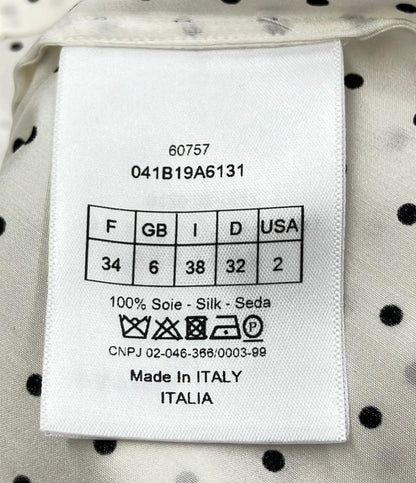 60757
041B19A6131
F GB I D USA
34 6 38 32 2
100% Soie - Silk - Seda
P
CNPJ 02-046-366/0003-99
Made In ITALY
ITALIA